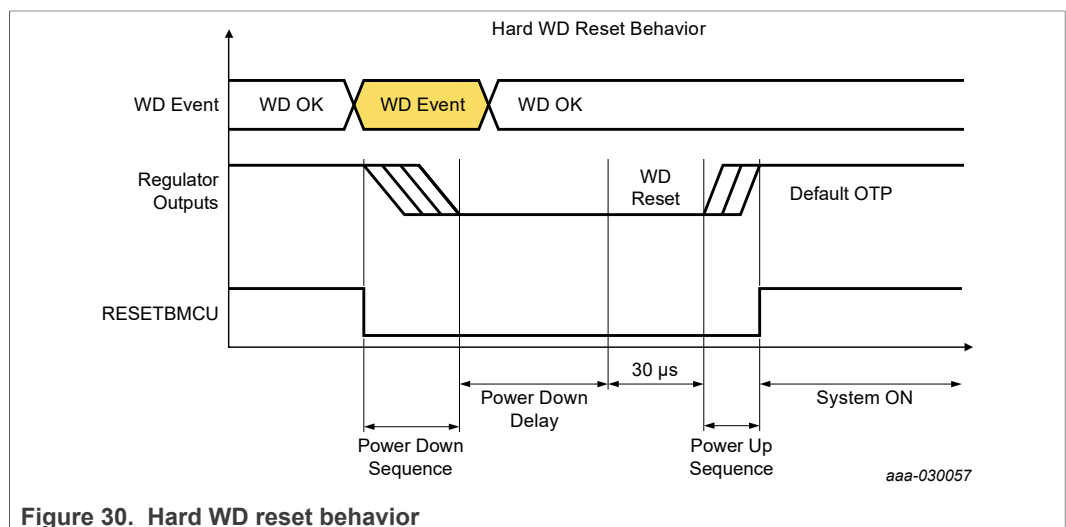 Hard WD Reset Behavior
WD Event
WD OK
WD Event
WD OK
Regulator
Outputs
WD
Reset
Default OTP
RESETBMCU
30 µs
Power Down
Delay
System ON
Power Down
Sequence
Power Up
Sequence
aaa-030057
Figure 30. Hard WD reset behavior